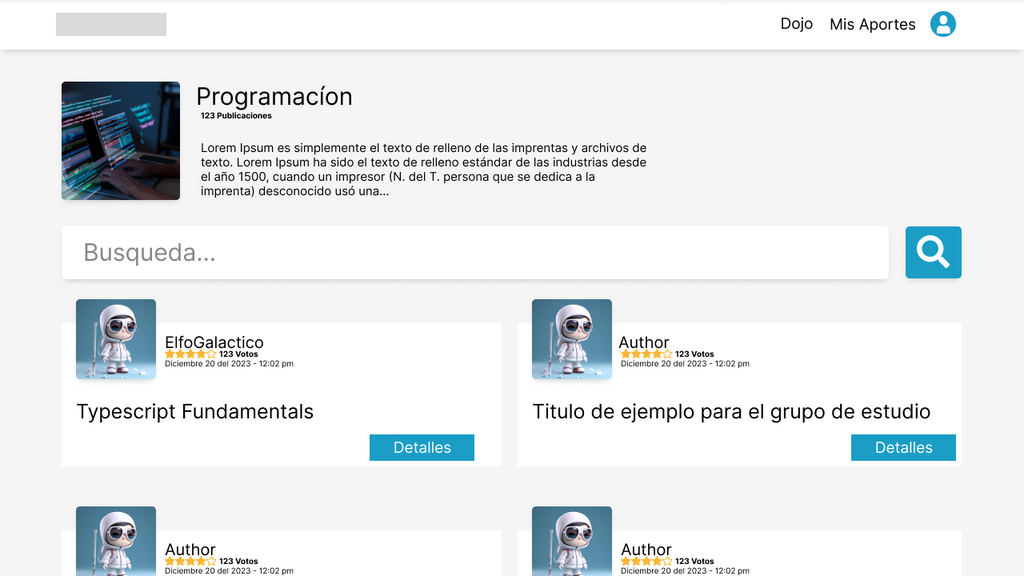 Dojo Mis Aportes
Programacíon
123 Publicaciones
Lorem Ipsum es simplemente el texto de relleno de las imprentas y archivos de
texto. Lorem Ipsum ha sido el texto de relleno estándar de las industrias desde
el año 1500, cuando un impresor (N. del T. persona que se dedica a la
imprenta) desconocido usó una...
Busqueda...
ElfoGalactico
123 Votos
Diciembre 20 del 2023 - 12:02 pm
Typescript Fundamentals
Detalles
Author
123 Votos
Diciembre 20 del 2023 - 12:02 pm
Titulo de ejemplo para el grupo de estudio
Detalles
Author
123 Votos
Diciembre 20 del 2023 - 12:02 pm
Author
123 Votos
Diciembre 20 del 2023 - 12:02 pm